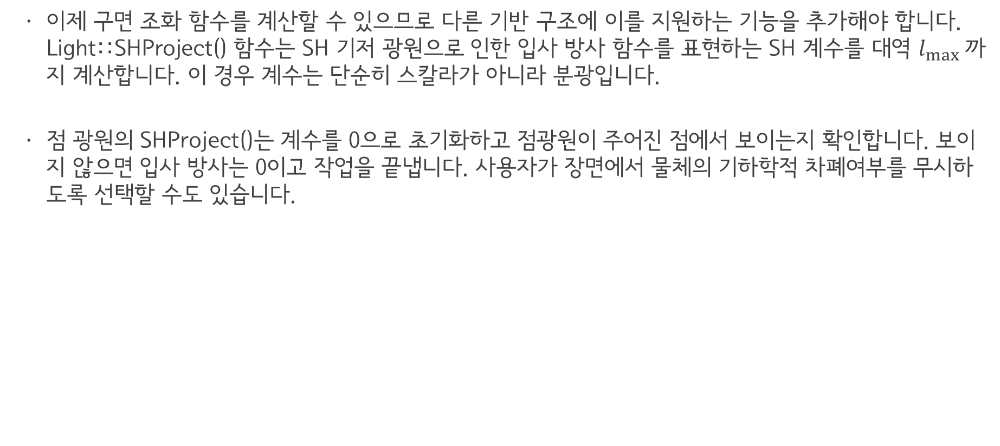 · 이제 구면 조화 함수를 계산할 수 있으므로 다른 기반 구조에 이를 지원하는 기능을 추가해야 합니다.
Light::SHProject() 함수는 SH 기저 광원으로 인한 입사 방사 함수를 표현하는 SH 계수를 대역 l_max 까
지 계산합니다. 이 경우 계수는 단순히 스칼라가 아니라 분광입니다.
· 점 광원의 SHProject()는 계수를 0으로 초기화하고 점광원이 주어진 점에서 보이는지 확인합니다. 보이
지 않으면 입사 방사는 0이고 작업을 끝냅니다. 사용자가 장면에서 물체의 기하학적 차폐여부를 무시하
도록 선택할 수도 있습니다.